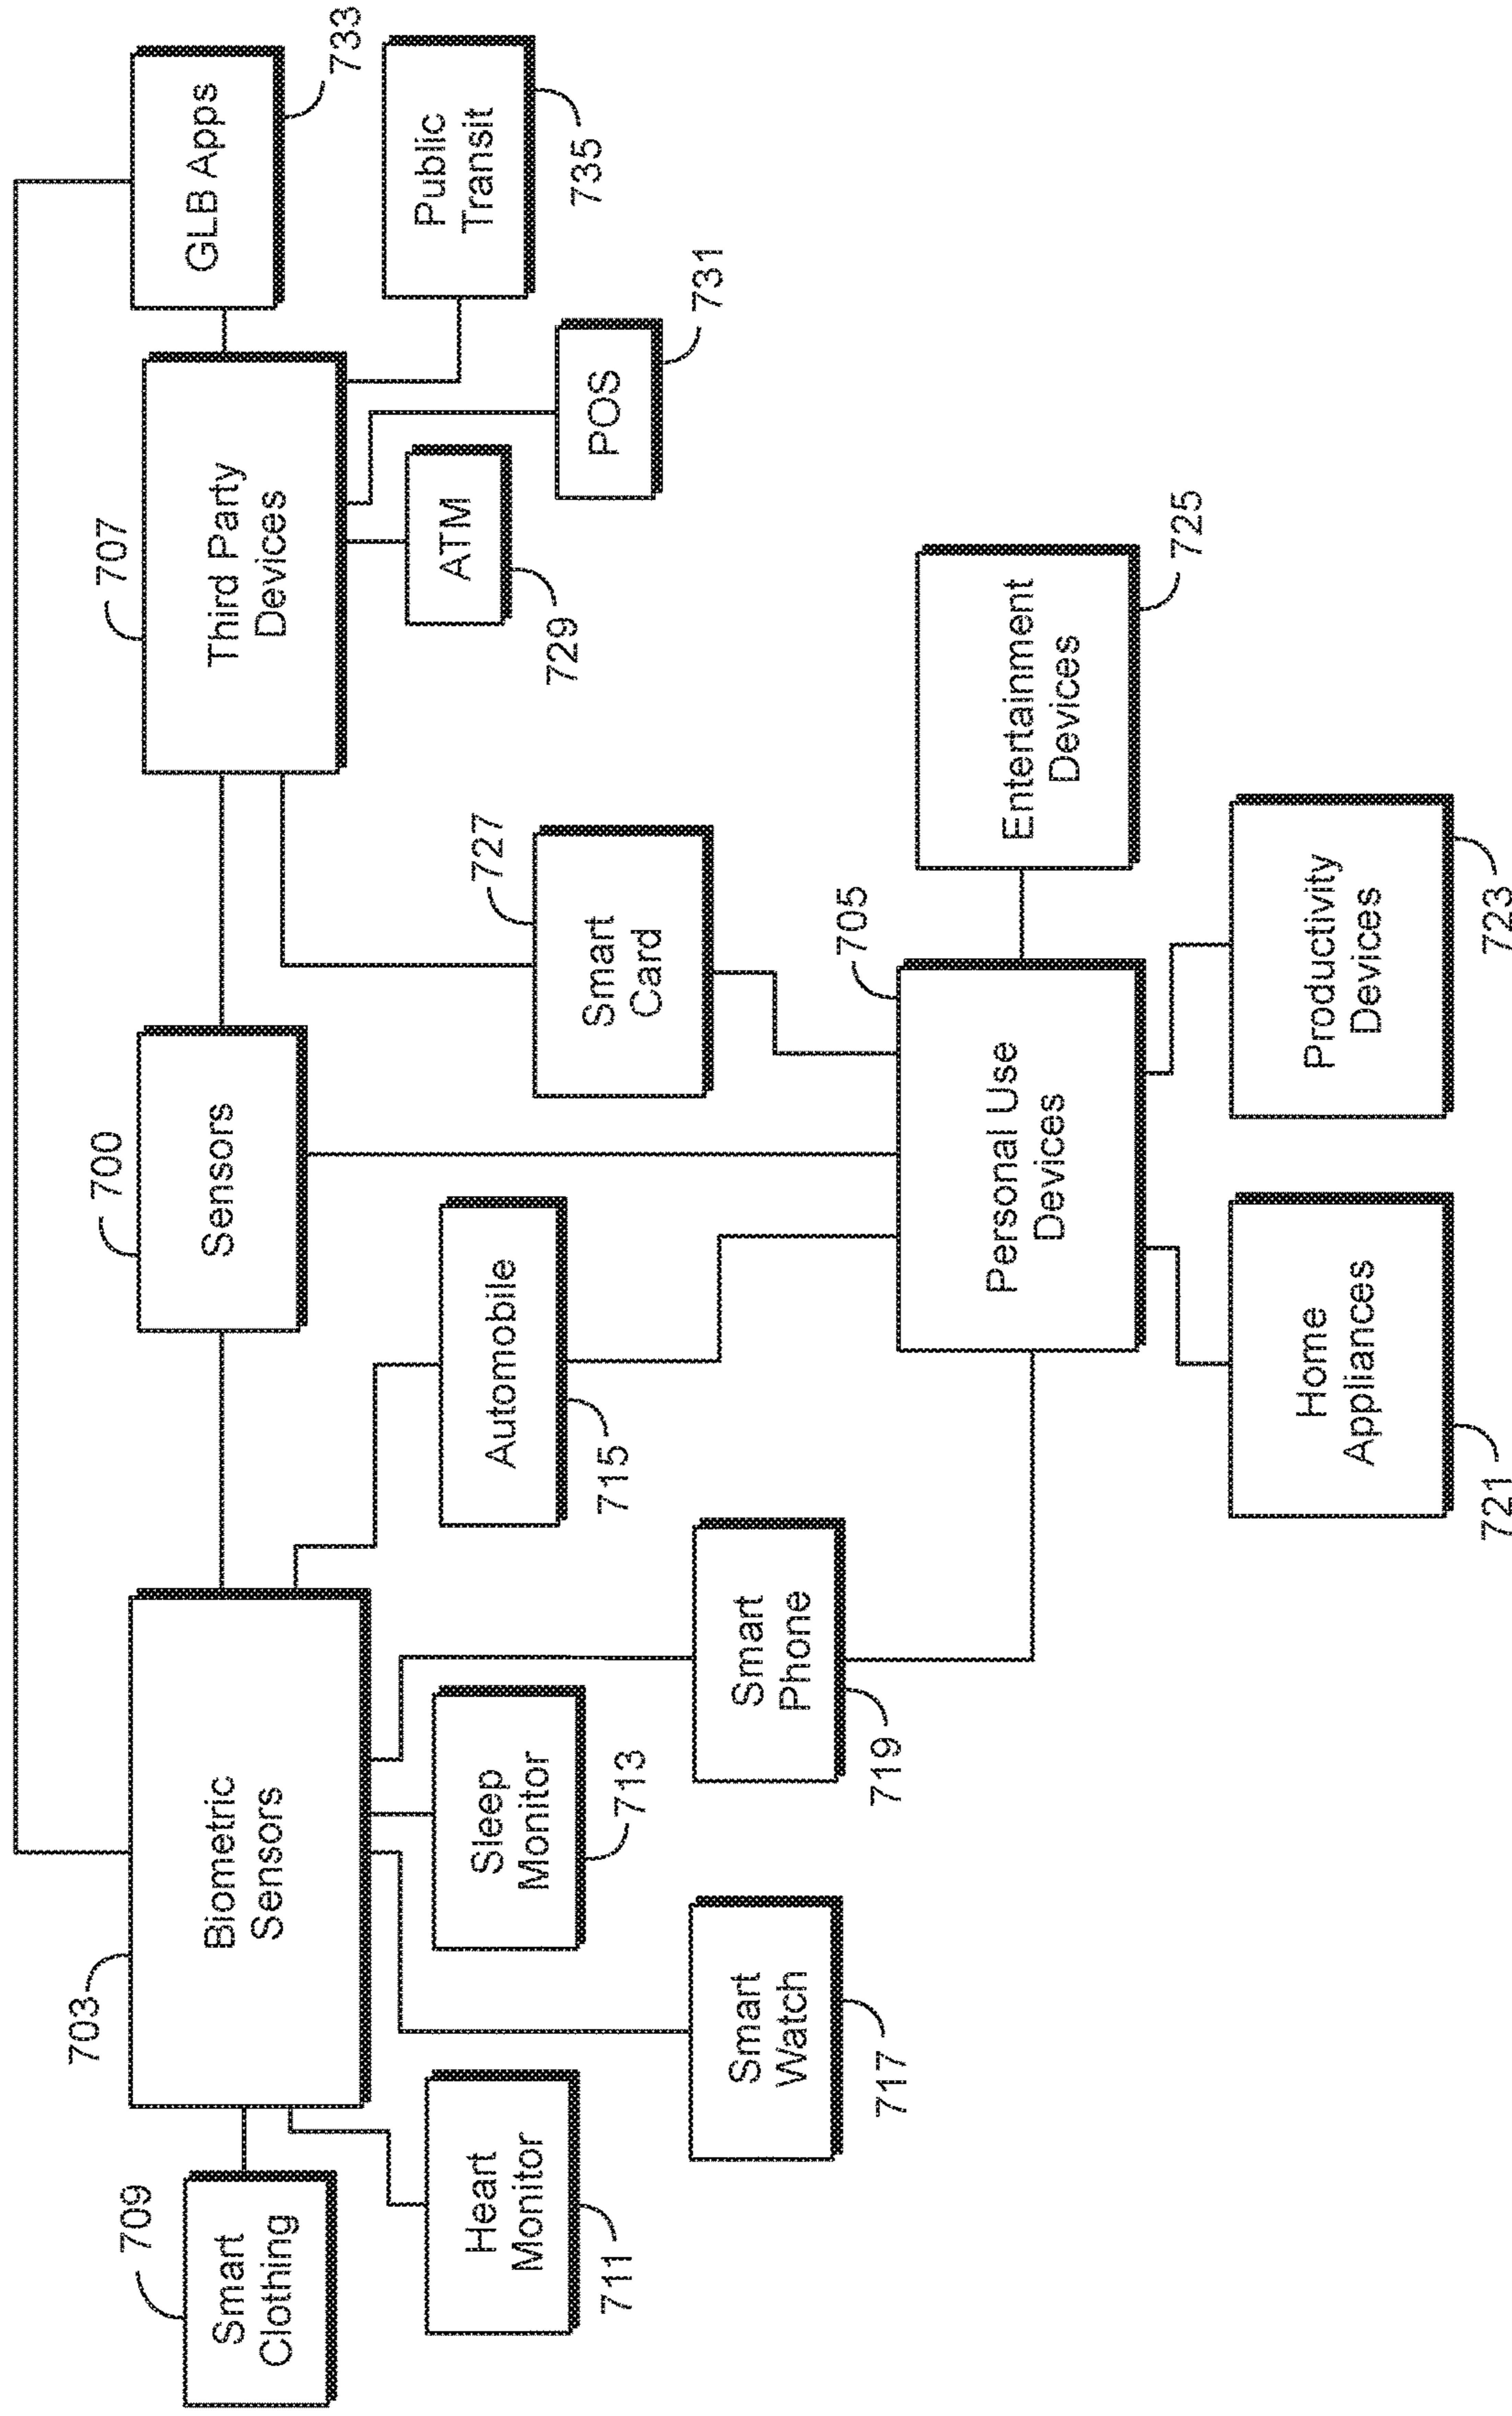 700
Sensors
703
Biometric
Sensors
707
Third Party
Devices
GLB Apps
733
709
Smart
Clothing
Heart
Monitor
711
Sleep
Monitor
713
Automobile
715
Smart
Card
727
ATM
729
POS
731
Public
Transit
735
Smart
Watch
717
Smart
Phone
719
705
Personal Use
Devices
Entertainment
Devices
725
Home
Appliances
721
Productivity
Devices
723